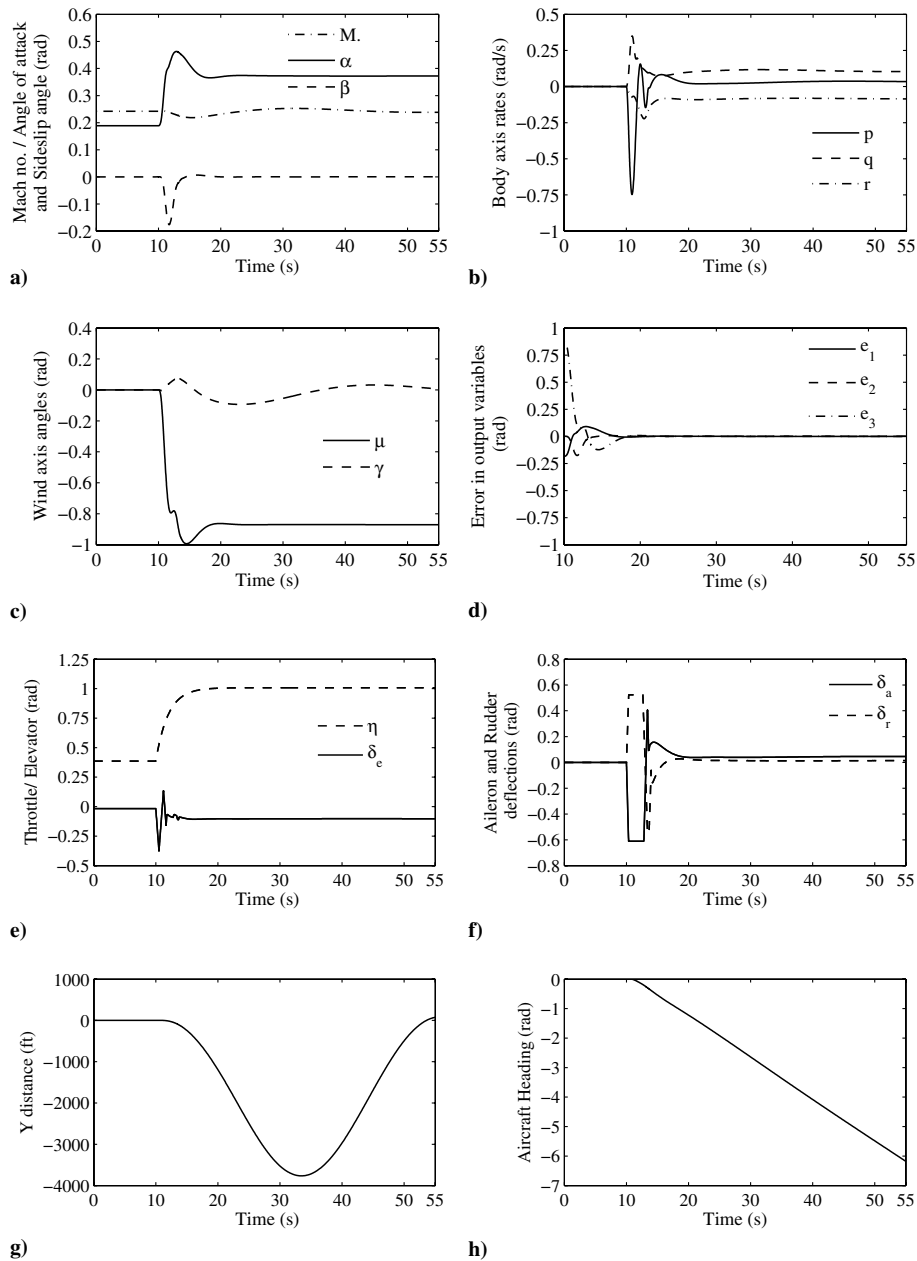 0.6
0.5
0.4
0.3
0.2
0.1
0
−0.1
−0.2
Mach no. / Angle of attack
and Sideslip angle (rad)
M.
α
β
0 10 20 30 40 50 55
Time (s)
a)
0.5
0.25
0
−0.25
−0.5
−0.75
−1
Body axis rates (rad/s)
p
q
r
0 10 20 30 40 50 55
Time (s)
b)
0.4
0.2
0
−0.2
−0.4
−0.6
−0.8
−1
Wind axis angles (rad)
μ
γ
0 10 20 30 40 50 55
Time (s)
c)
1
0.75
0.5
0.25
0
−0.25
−0.5
−0.75
−1
Error in output variables
(rad)
e1
e2
e3
10 20 30 40 50 55
Time (s)
d)
1.25
1
0.75
0.5
0.25
0
−0.25
−0.5
Throttle/ Elevator (rad)
η
δe
0 10 20 30 40 50 55
Time (s)
e)
0.8
0.6
0.4
0.2
0
−0.2
−0.4
−0.6
−0.8
Aileron and Rudder
deflections (rad)
δa
δr
0 10 20 30 40 50 55
Time (s)
f)
1000
0
−1000
−2000
−3000
−4000
Y distance (ft)
0 10 20 30 40 50 55
Time (s)
g)
0
−1
−2
−3
−4
−5
−6
−7
Aircraft Heading (rad)
0 10 20 30 40 50 55
Time (s)
h)